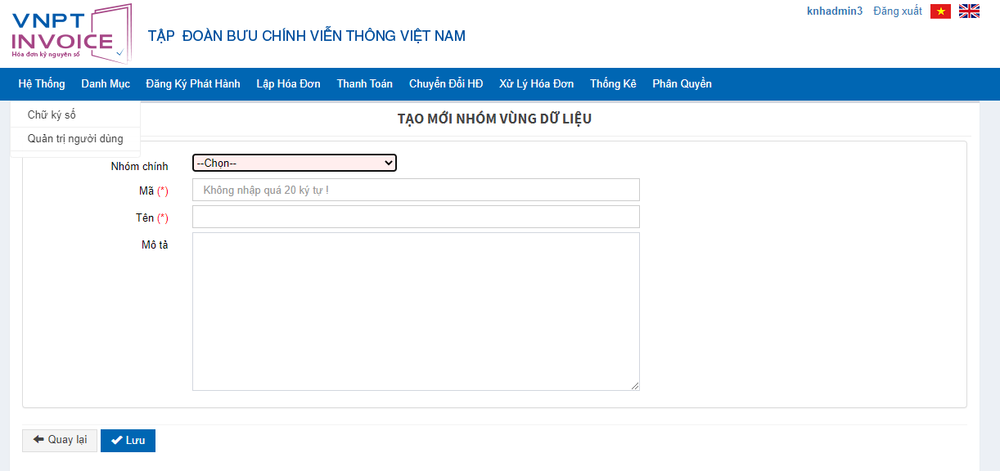 VNPT
INVOICE
Hóa đơn kỷ nguyên số
TẬP ĐOÀN BƯU CHÍNH VIỄN THÔNG VIỆT NAM
knhadmin3 Đăng xuất
Hệ Thống Danh Mục Đăng Ký Phát Hành Lập Hóa Đơn Thanh Toán Chuyển Đổi HĐ Xử Lý Hóa Đơn Thống Kê Phân Quyền
Chữ ký số
Quản trị người dùng
TẠO MỚI NHÓM VÙNG DỮ LIỆU
Nhóm chính --Chọn--
Mã (*) Không nhập quá 20 ký tự !
Tên (*)
Mô tả
Quay lại Lưu